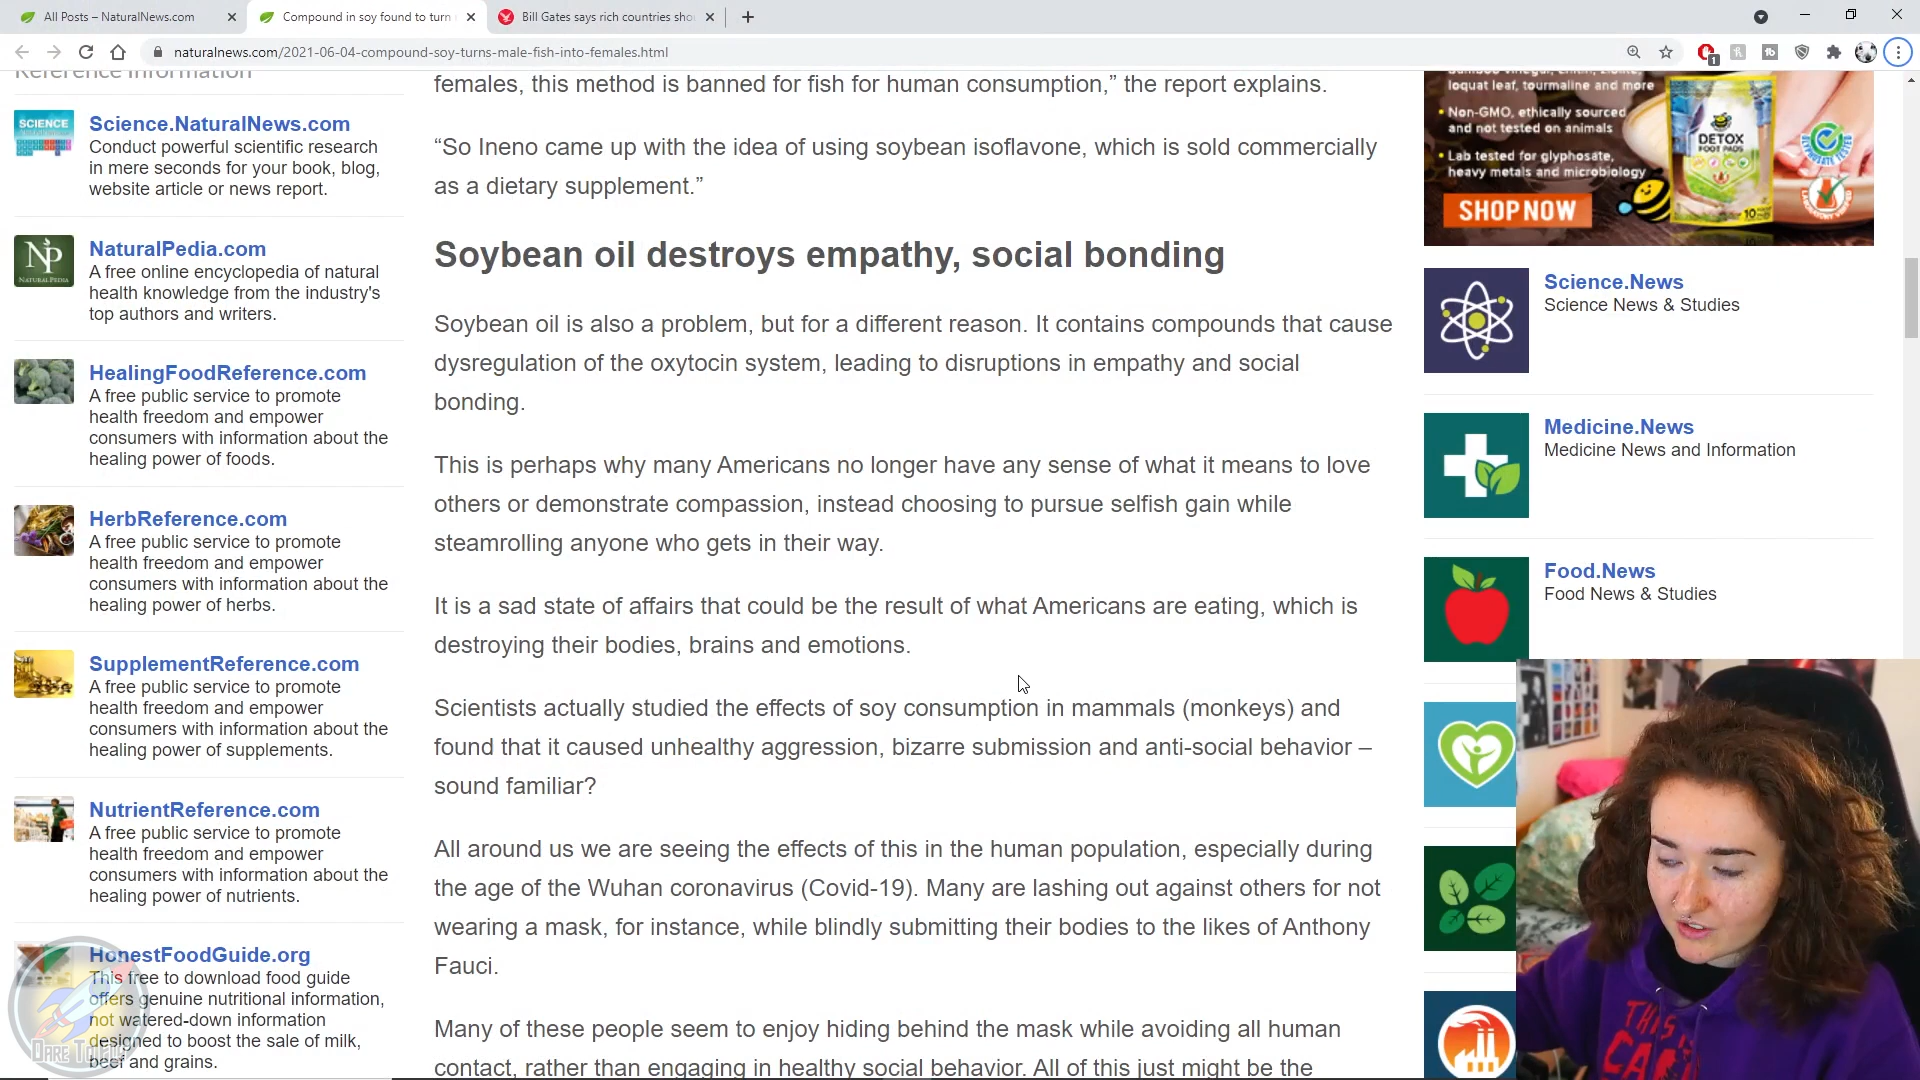 All Posts – NaturalNews.com
Compound in soy found to turn
Bill Gates says rich countries sho
naturalnews.com/2021-06-04-compound-soy-turns-male-fish-into-females.html
1
Reference Information
Science.NaturalNews.com
Conduct powerful scientific research
in mere seconds for your book, blog,
website article or news report.
NaturalPedia.com
A free online encyclopedia of natural
health knowledge from the industry's
top authors and writers.
HealingFoodReference.com
A free public service to promote
health freedom and empower
consumers with information about the
healing power of foods.
HerbReference.com
A free public service to promote
health freedom and empower
consumers with information about the
healing power of herbs.
SupplementReference.com
A free public service to promote
health freedom and empower
consumers with information about the
healing power of supplements.
NutrientReference.com
A free public service to promote
health freedom and empower
consumers with information about the
healing power of nutrients.
HonestFoodGuide.org
This free to download food guide
offers genuine nutritional information,
not watered-down information
designed to boost the sale of milk,
beef and grains.
SCIENCE
NP
NATURAL PEDIA
females, this method is banned for fish for human consumption,” the report explains.
“So Ineno came up with the idea of using soybean isoflavone, which is sold commercially
as a dietary supplement.”
Soybean oil destroys empathy, social bonding
Soybean oil is also a problem, but for a different reason. It contains compounds that cause
dysregulation of the oxytocin system, leading to disruptions in empathy and social
bonding.
This is perhaps why many Americans no longer have any sense of what it means to love
others or demonstrate compassion, instead choosing to pursue selfish gain while
steamrolling anyone who gets in their way.
It is a sad state of affairs that could be the result of what Americans are eating, which is
destroying their bodies, brains and emotions.
Scientists actually studied the effects of soy consumption in mammals (monkeys) and
found that it caused unhealthy aggression, bizarre submission and anti-social behavior –
sound familiar?
All around us we are seeing the effects of this in the human population, especially during
the age of the Wuhan coronavirus (Covid-19). Many are lashing out against others for not
wearing a mask, for instance, while blindly submitting their bodies to the likes of Anthony
Fauci.
Many of these people seem to enjoy hiding behind the mask while avoiding all human
contact, rather than engaging in healthy social behavior. All of this just might be the
loquat leaf, tourmaline and more
• Non-GMO, ethically sourced
and not tested on animals
• Lab tested for glyphosate,
heavy metals and microbiology
SHOP NOW
DETOX
FOOT PADS
10
Science.News
Science News & Studies
Medicine.News
Medicine News and Information
Food.News
Food News & Studies
THIS